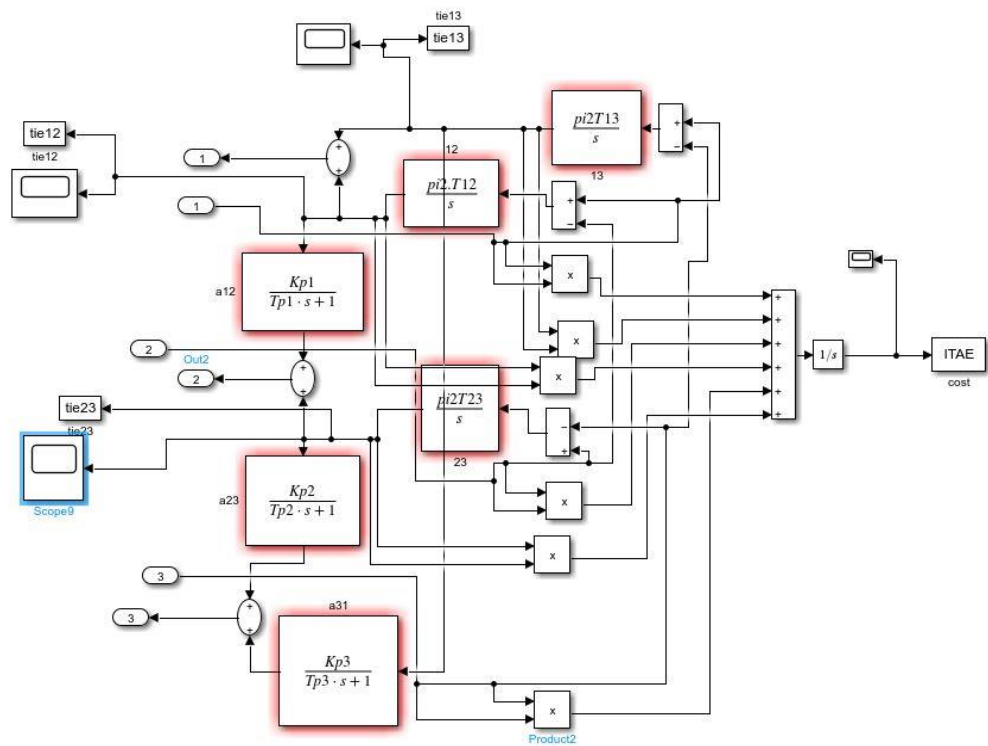 tie13
tie13
tie12
tie12
pi2T13
s
+
−
13
1
+
+
12
pi2.T12
s
+
−
1
a12
Kp1
Tp1 · s + 1
x
+
+
+
+
+
+
1/s
ITAE
cost
2
Out2
2
+
+
x
x
tie23
tie23
pi2T23
s
−
+
23
Scope9
a23
Kp2
Tp2 · s + 1
x
x
3
3
+
+
a31
Kp3
Tp3 · s + 1
x
Product2